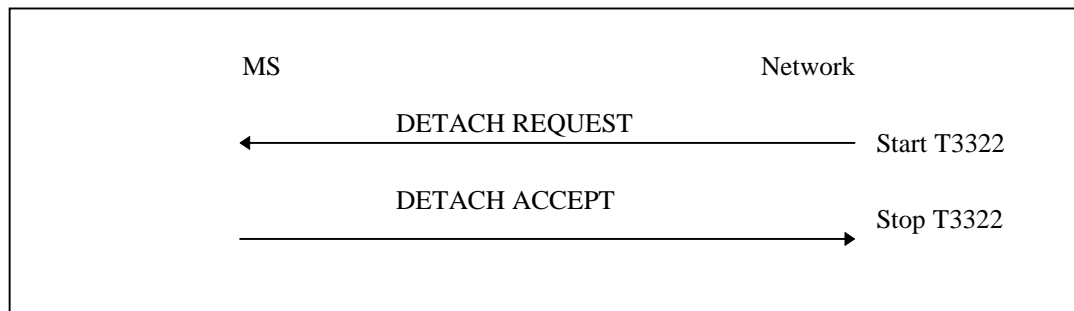 MS Network
DETACH REQUEST
Start T3322
DETACH ACCEPT
Stop T3322